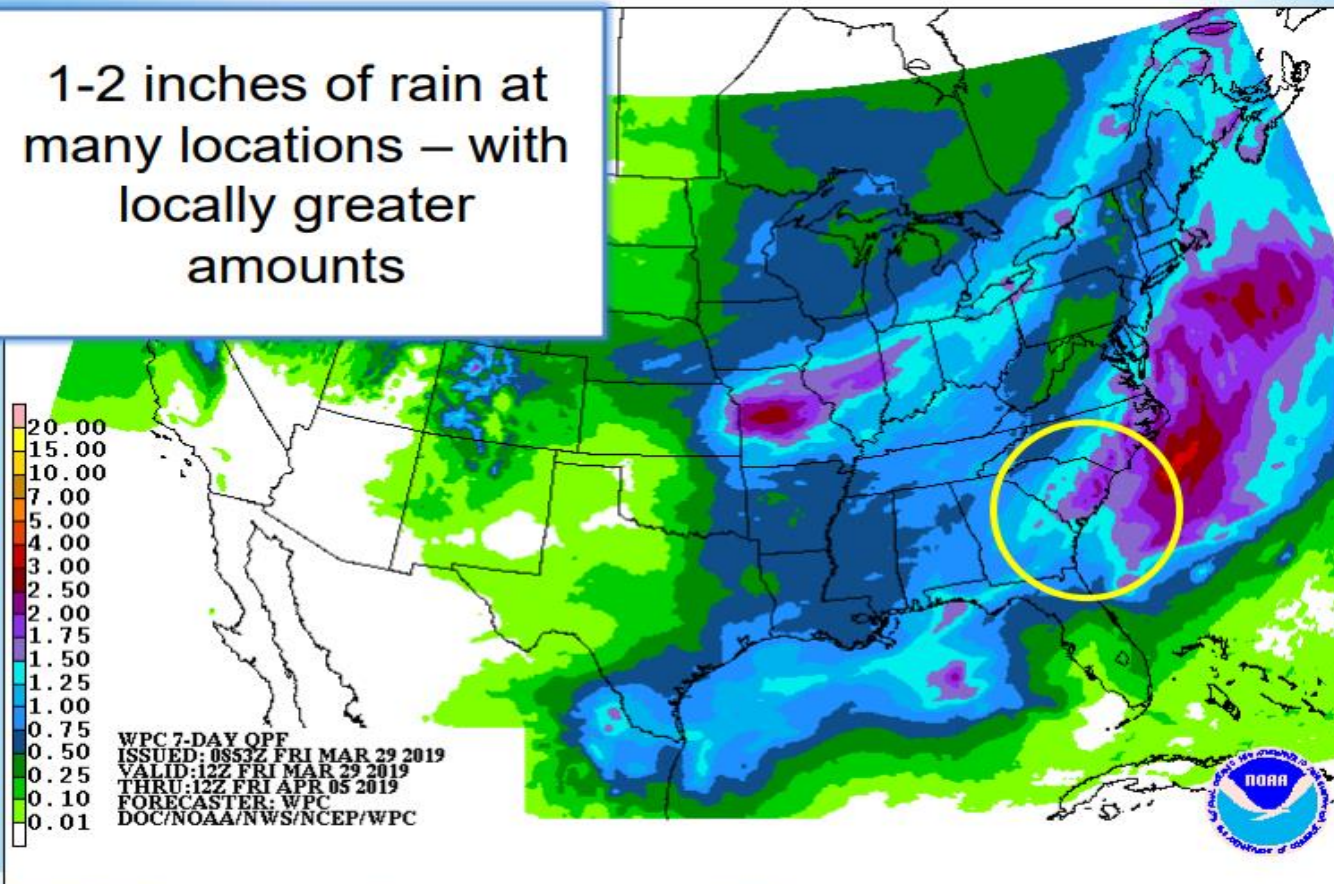 1-2 inches of rain at
many locations – with
locally greater
amounts
20.00
15.00
10.00
7.00
5.00
4.00
3.00
2.50
2.00
1.75
1.50
1.25
1.00
0.75
0.50
0.25
0.10
0.01
WPC 7-DAY QPF
ISSUED: 0853Z FRI MAR 29 2019
VALID:12Z FRI MAR 29 2019
THRU:12Z FRI APR 05 2019
FORECASTER: WPC
DOC/NOAA/NWS/NCEP/WPC
NOAA